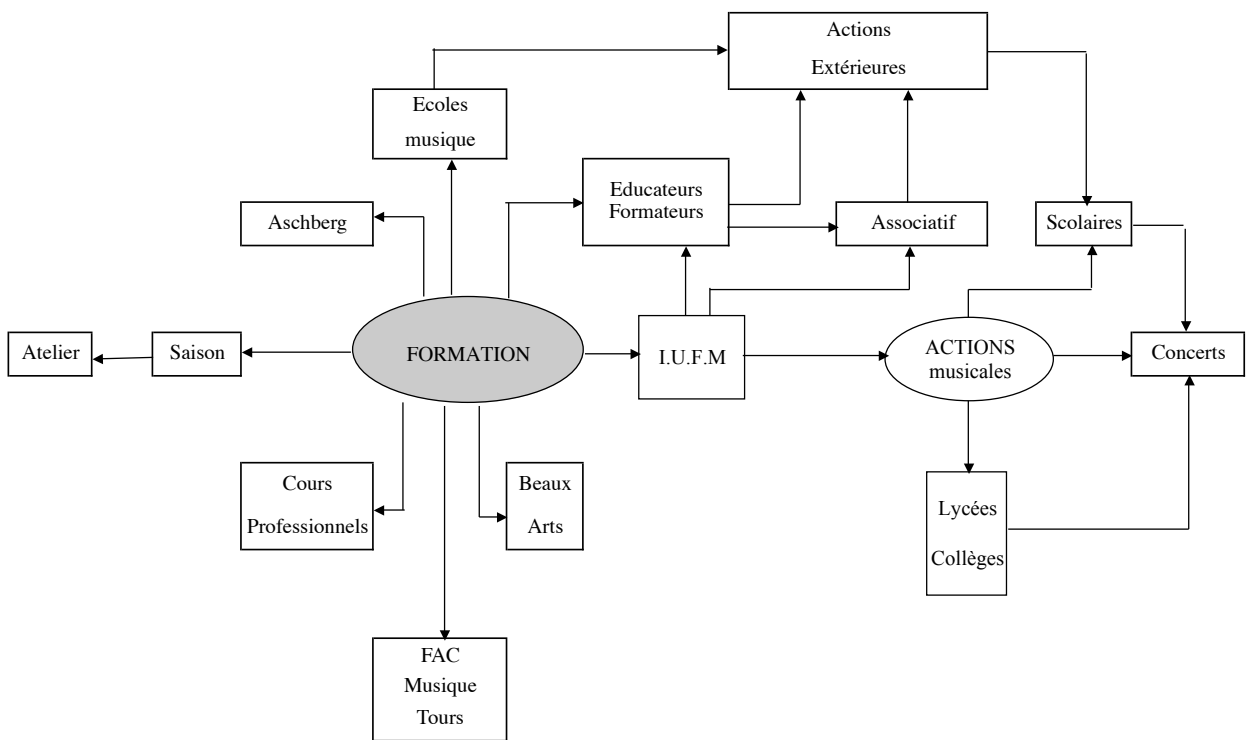 Actions
Extérieures
Ecoles
musique
Educateurs
Formateurs
Aschberg
Associatif
Scolaires
Atelier
Saison
FORMATION
I.U.F.M
ACTIONS
musicales
Concerts
Cours
Professionnels
Beaux
Arts
Lycées
Collèges
FAC
Musique
Tours